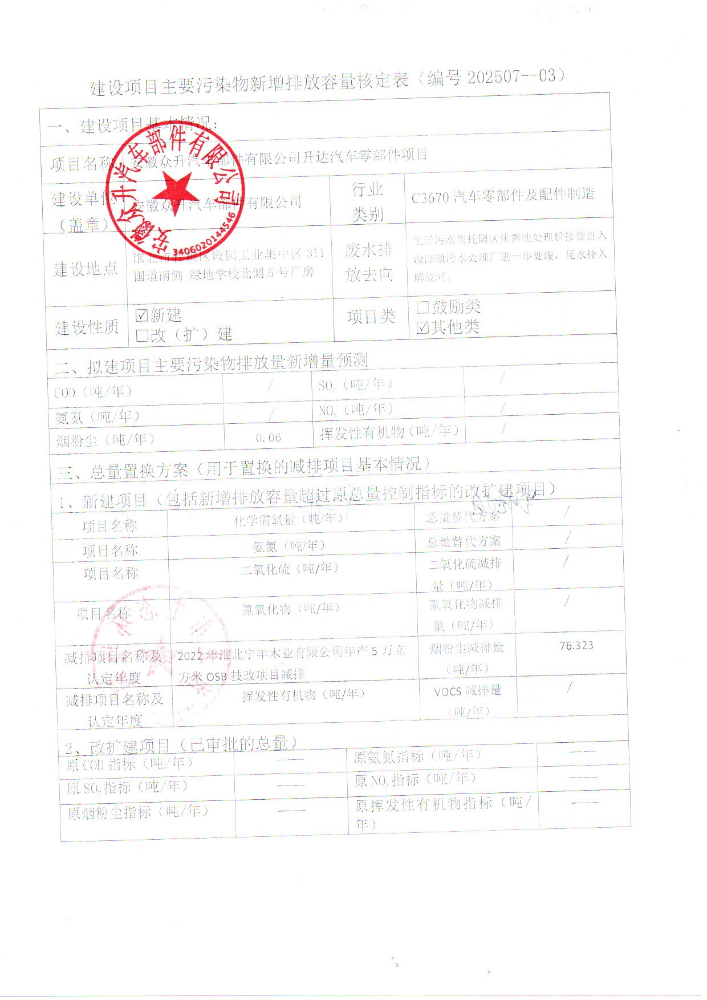 建设项目主要污染物新增排放容量核定表（编号 202507--03）
一、建设项目基本情况：
项目名称 安徽众升汽车部件有限公司升达汽车零部件项目
建设单位
（盖章）
安徽众升汽车部件有限公司
行业
类别
C3670 汽车零部件及配件制造
安徽众升汽车部件有限公司
3406020144546
建设地点
国道南侧 绿地学校北侧 5 号厂房
废水排
放去向
生活污水依托园区化粪池处理后接管进入
段园镇污水处理厂进一步处理，尾水排入
解放河。
建设性质
☑新建
□改（扩）建
项目类
□鼓励类
☑其他类
二、拟建项目主要污染物排放量新增量预测
COD（吨/年） / SO₂（吨/年） /
氨氮（吨/年） / NOₓ（吨/年） /
烟粉尘（吨/年） 0.06 挥发性有机物（吨/年） /
三、总量置换方案（用于置换的减排项目基本情况）
1、新建项目（包括新增排放容量超过原总量控制指标的改扩建项目）
项目名称 化学需氧量（吨/年） 总量替代方案 /
项目名称 氨氮（吨/年） 总量替代方案 /
项目名称 二氧化硫（吨/年） 二氧化硫减排 /
量（吨/年）
项目名称 氮氧化物（吨/年） 氮氧化物减排 /
量（吨/年）
减排项目名称及
认定年度
2022 年淮北宁丰木业有限公司年产 5 万立
方米 OSB 技改项目减排
烟粉尘减排量
（吨/年）
76.323
减排项目名称及
认定年度
挥发性有机物（吨/年）
VOCS 减排量
（吨/年）
/
2、改扩建项目（已审批的总量）
原 COD 指标（吨/年） —— 原氨氮指标（吨/年） ——
原 SO₂ 指标（吨/年） —— 原 NOₓ 指标（吨/年） ——
原烟粉尘指标（吨/年） —— 原挥发性有机物指标（吨/ ——
年）